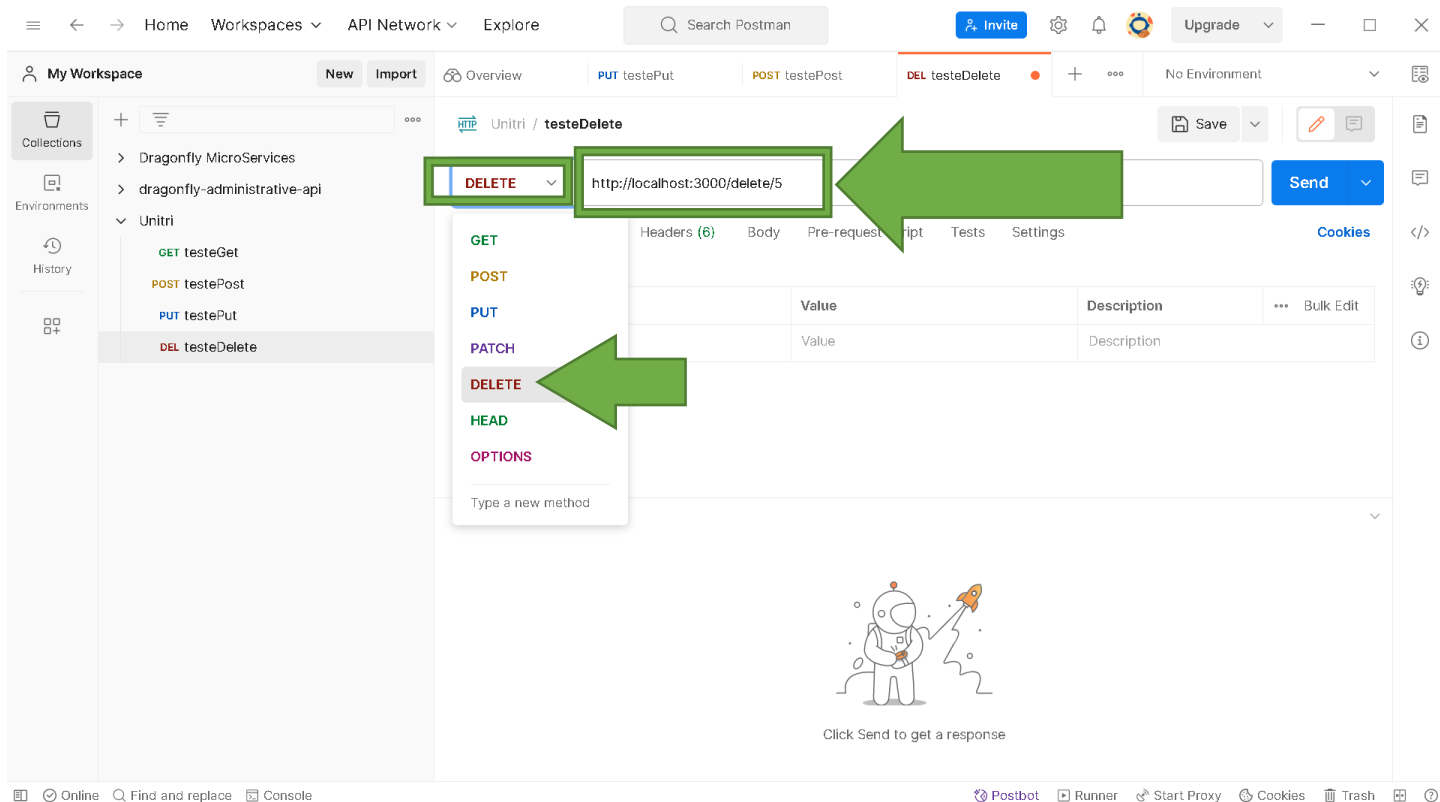 Home Workspaces API Network Explore Search Postman Invite Upgrade
My Workspace New Import Overview PUT testePut POST testePost DEL testeDelete No Environment
Collections
Environments
History
Dragonfly MicroServices
dragonfly-administrative-api
Unitri
GET testeGet
POST testePost
PUT testePut
DEL testeDelete
HTTP Unitri / testeDelete Save
DELETE http://localhost:3000/delete/5 Send
Headers (6) Body Pre-request Tests Settings Cookies
Value Description Bulk Edit
Value Description
GET
POST
PUT
PATCH
DELETE
HEAD
OPTIONS
Type a new method
Click Send to get a response
Online Find and replace Console Postbot Runner Start Proxy Cookies Trash